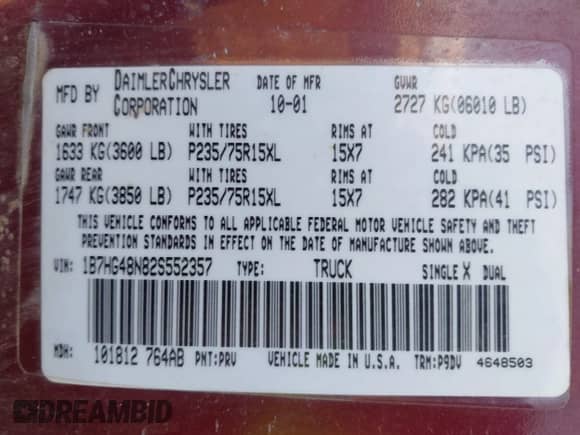 MFD BY DAIMLERCHRYSLER CORPORATION DATE OF MFR 10-01 GVWR 2727 KG(06010 LB)
GAWR FRONT WITH TIRES RIMS AT COLD
1633 KG(3600 LB) P235/75R15XL 15X7 241 KPA(35 PSI)
GAWR REAR WITH TIRES RIMS AT COLD
1747 KG(3850 LB) P235/75R15XL 15X7 282 KPA(41 PSI)
THIS VEHICLE CONFORMS TO ALL APPLICABLE FEDERAL MOTOR VEHICLE SAFETY AND THEFT
PREVENTION STANDARDS IN EFFECT ON THE DATE OF MANUFACTURE SHOWN ABOVE.
VIN: 1B7HG48N82S552357 TYPE: TRUCK SINGLE X DUAL
MDH: 101812 764AB PNT:PRV VEHICLE MADE IN U.S.A. TRM:P9DV 4648503
DREAMBID